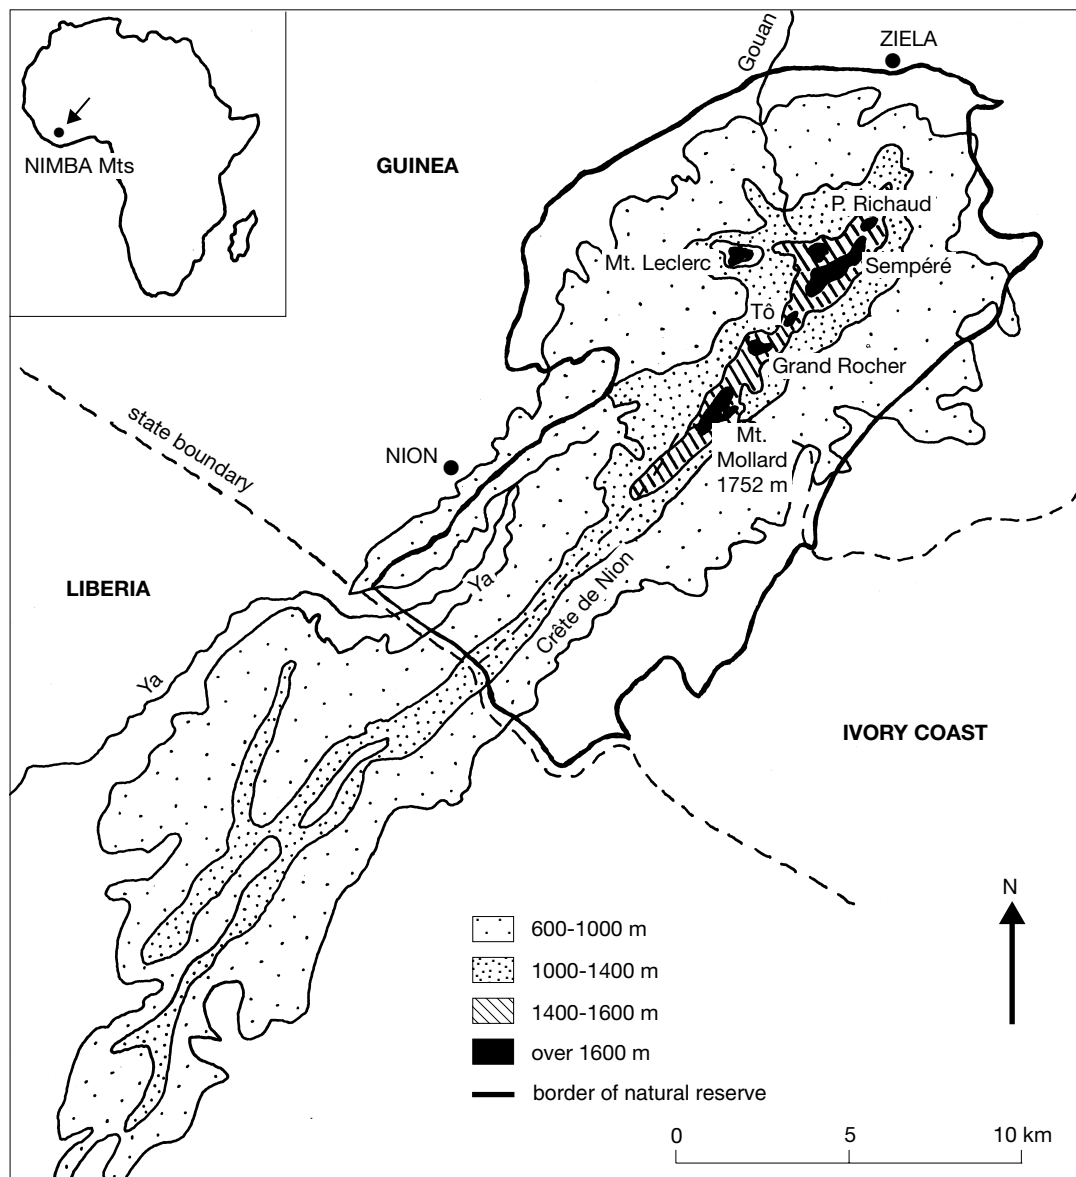 ZIELA
Gouan
NIMBA Mts
GUINEA
P. Richaud
Mt. Leclerc
Sempéré
Tô
Grand Rocher
state boundary
NION
Mt.
Mollard
1752 m
LIBERIA
Ya
Crête de Nion
Ya
IVORY COAST
N
600-1000 m
1000-1400 m
1400-1600 m
over 1600 m
border of natural reserve
0 5 10 km